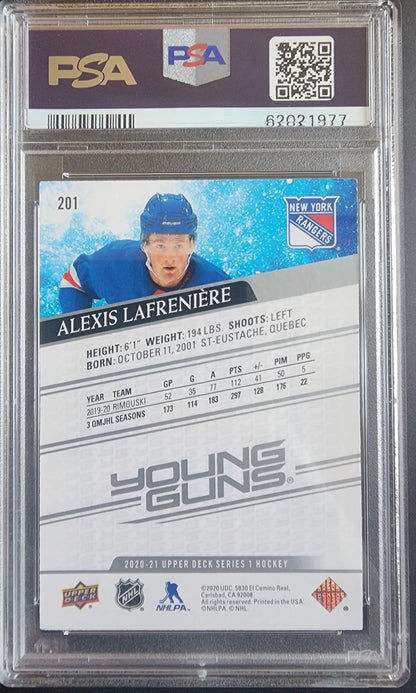 PSA
PSA
62021977
201
NEW YORK
RANGERS
ALEXIS LAFRENIÈRE
HEIGHT: 6'1" WEIGHT: 194 LBS. SHOOTS: LEFT
BORN: OCTOBER 11, 2001 ST-EUSTACHE, QUEBEC
YEAR TEAM GP G A PTS +/- PIM PPG
2019-20 RIMOUSKI 52 35 77 112 41 50 5
3 QMJHL SEASONS 173 114 183 297 128 176 22
YOUNG
GUNS®
2020-21 UPPER DECK SERIES 1 HOCKEY
UPPER DECK
NHL
NHLPA
©2020 UDC. 5830 El Camino Real,
Carlsbad, CA 92008.
All rights reserved. Printed in the USA.
©NHLPA. © NHL.